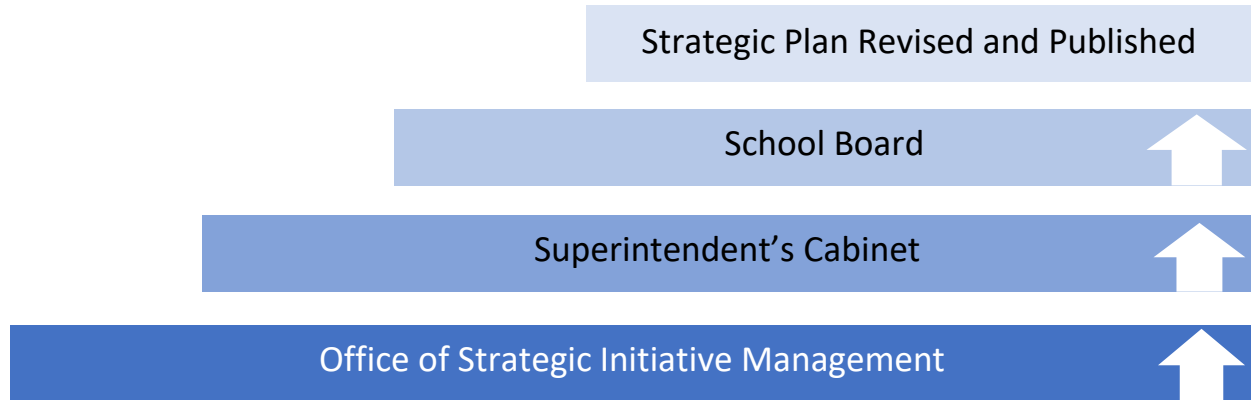 Strategic Plan Revised and Published
School Board
Superintendent’s Cabinet
Office of Strategic Initiative Management